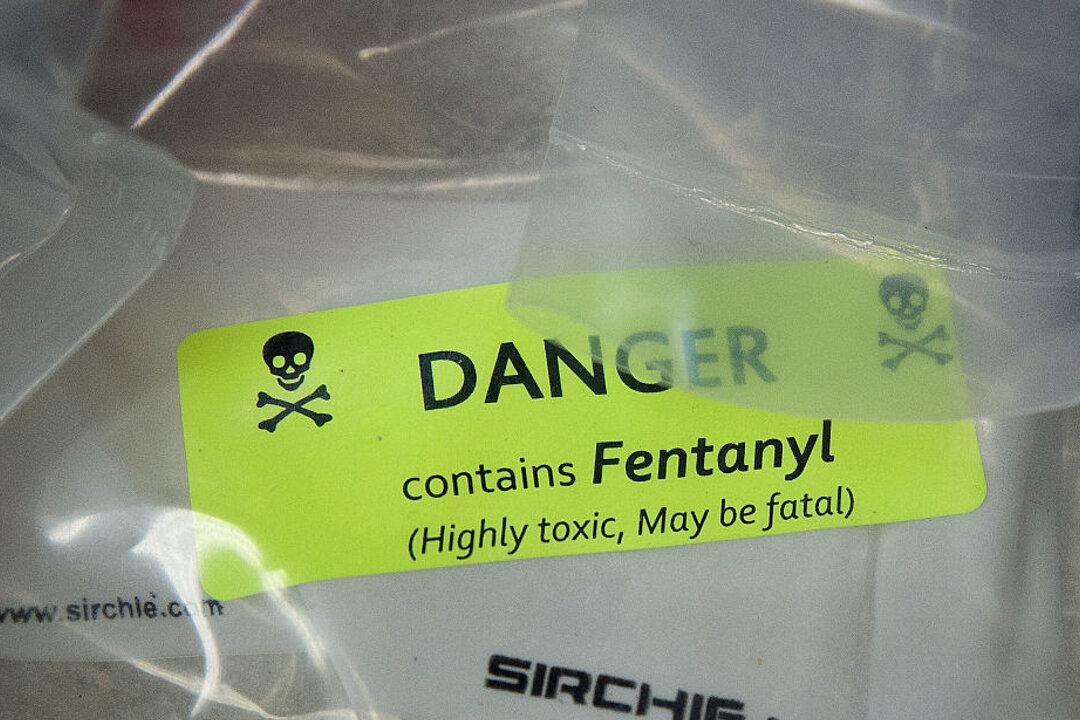 DANGER
contains Fentanyl
(Highly toxic, May be fatal)
www.sirchie.com
SIRCHIE